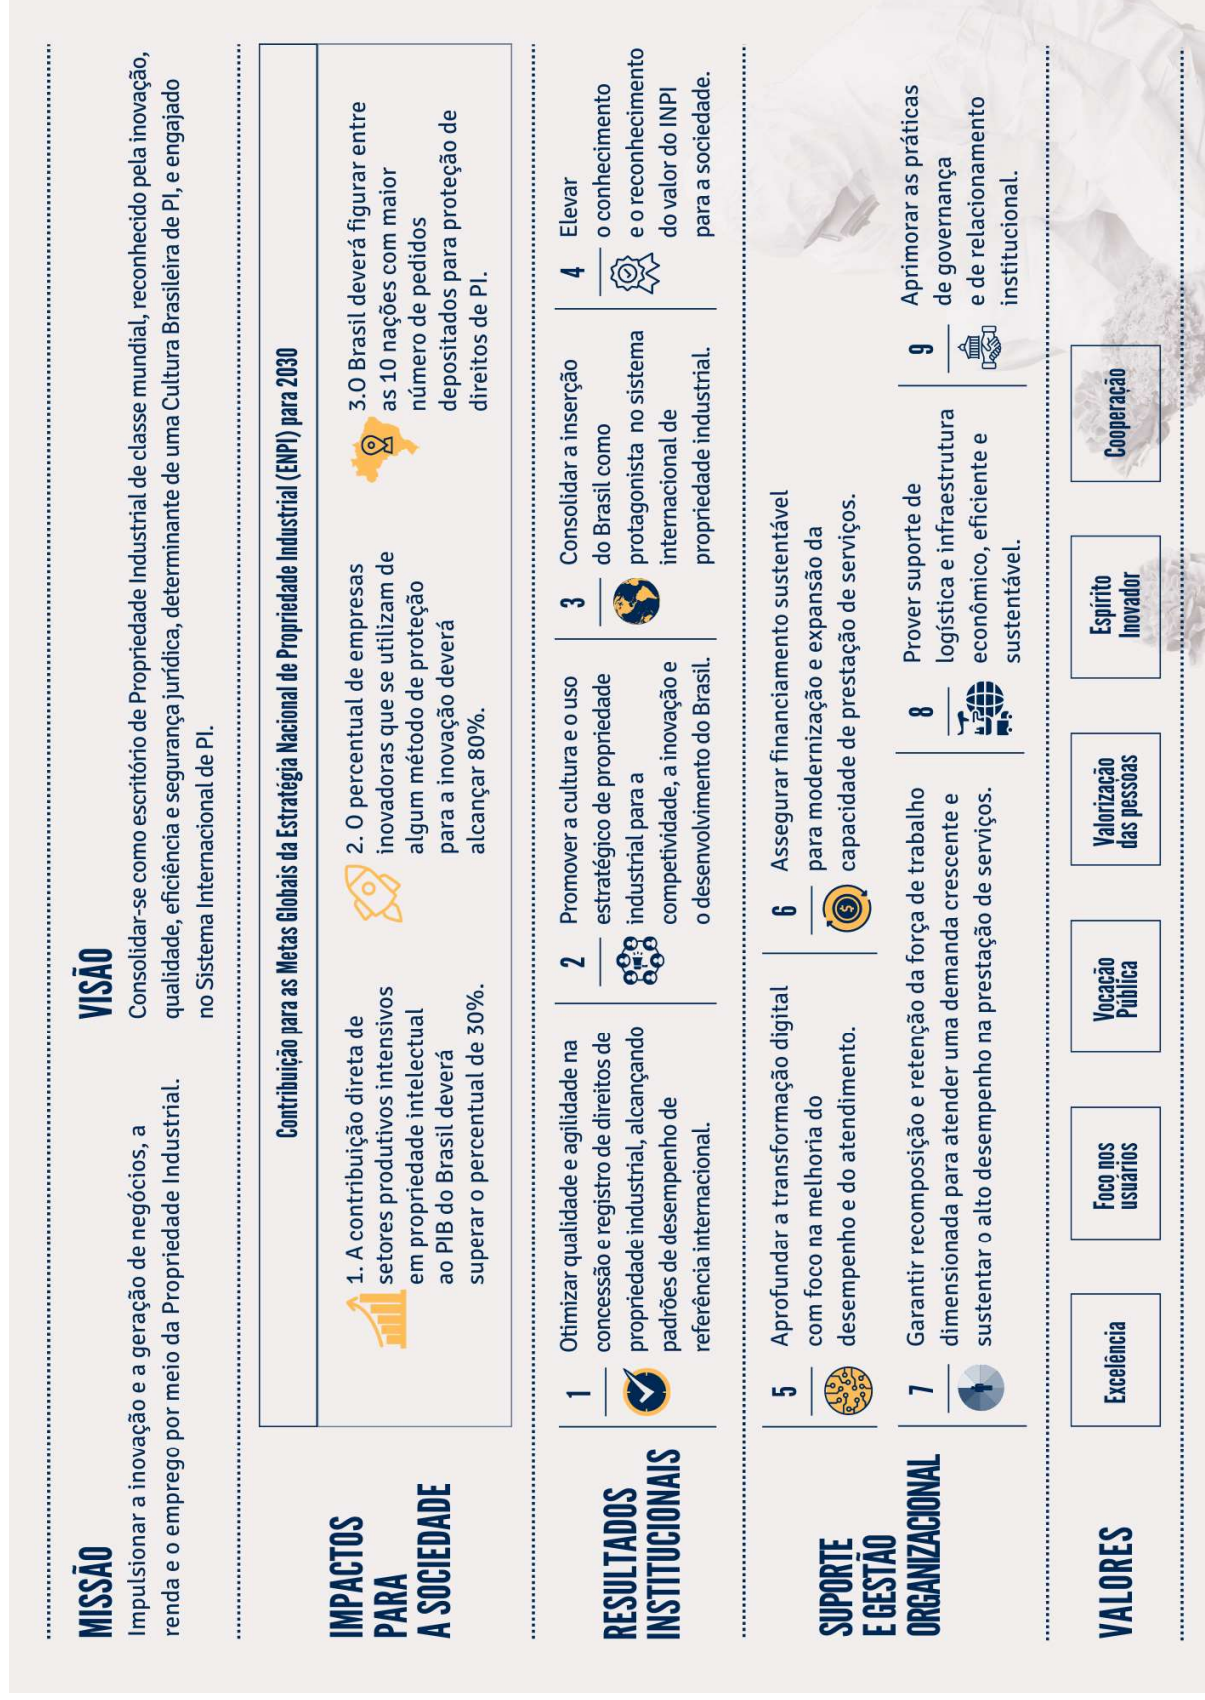 MISSÃO
Impulsionar a inovação e a geração de negócios, a
renda e o emprego por meio da Propriedade Industrial.
VISÃO
Consolidar-se como escritório de Propriedade Industrial de classe mundial, reconhecido pela inovação,
qualidade, eficiência e segurança jurídica, determinante de uma Cultura Brasileira de PI, e engajado
no Sistema Internacional de PI.
IMPACTOS
PARA
A SOCIEDADE
Contribuição para as Metas Globais da Estratégia Nacional de Propriedade Industrial (ENPI) para 2030
1. A contribuição direta de
setores produtivos intensivos
em propriedade intelectual
ao PIB do Brasil deverá
superar o percentual de 30%.
2. O percentual de empresas
inovadoras que se utilizam de
algum método de proteção
para a inovação deverá
alcançar 80%.
3.O Brasil deverá figurar entre
as 10 nações com maior
número de pedidos
depositados para proteção de
direitos de PI.
RESULTADOS
INSTITUCIONAIS
1
Otimizar qualidade e agilidade na
concessão e registro de direitos de
propriedade industrial, alcançando
padrões de desempenho de
referência internacional.
2
Promover a cultura e o uso
estratégico de propriedade
industrial para a
competividade, a inovação e
o desenvolvimento do Brasil.
3
Consolidar a inserção
do Brasil como
protagonista no sistema
internacional de
propriedade industrial.
4
Elevar
o conhecimento
e o reconhecimento
do valor do INPI
para a sociedade.
SUPORTE
E GESTÃO
ORGANIZACIONAL
5
Aprofundar a transformação digital
com foco na melhoria do
desempenho e do atendimento.
6
Assegurar financiamento sustentável
para modernização e expansão da
capacidade de prestação de serviços.
7
Garantir recomposição e retenção da força de trabalho
dimensionada para atender uma demanda crescente e
sustentar o alto desempenho na prestação de serviços.
8
Prover suporte de
logística e infraestrutura
econômico, eficiente e
sustentável.
9
Aprimorar as práticas
de governança
e de relacionamento
institucional.
VALORES
Excelência
Foco nos
usuários
Vocação
Pública
Valorização
das pessoas
Espírito
Inovador
Cooperação